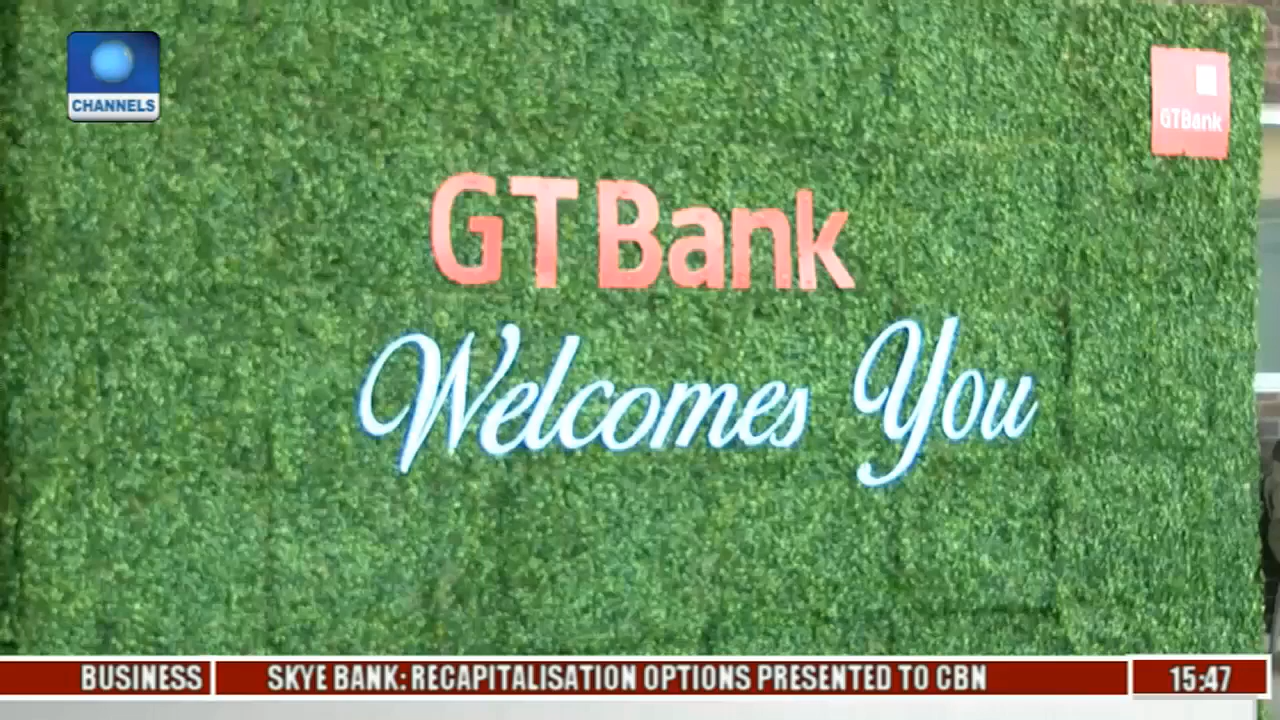 CHANNELS
GTBank
GTBank
Welcomes You
BUSINESS
SKYE BANK: RECAPITALISATION OPTIONS PRESENTED TO CBN
15:47